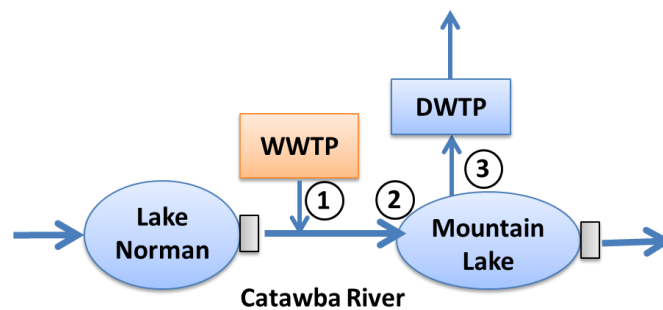 DWTP
WWTP
1
2
3
Lake
Norman
Mountain
Lake
Catawba River